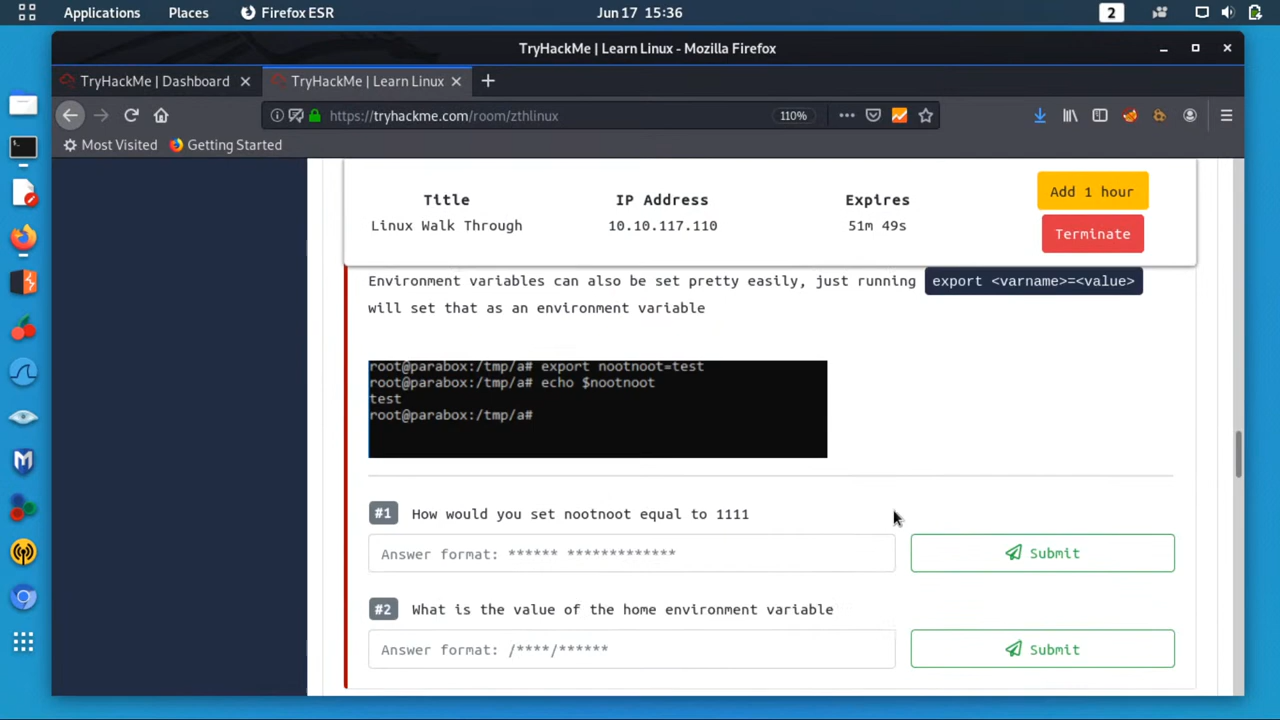 Applications Places Firefox ESR Jun 17 15:36 2
TryHackMe | Learn Linux - Mozilla Firefox
TryHackMe | Dashboard TryHackMe | Learn Linux
https://tryhackme.com/room/zthlinux 110%
Most Visited Getting Started
Title IP Address Expires Add 1 hour
Linux Walk Through 10.10.117.110 51m 49s Terminate
Environment variables can also be set pretty easily, just running export <varname>=<value>
will set that as an environment variable
root@parabox:/tmp/a# export nootnoot=test
root@parabox:/tmp/a# echo $nootnoot
test
root@parabox:/tmp/a#
#1 How would you set nootnoot equal to 1111
Answer format: ****** ************* Submit
#2 What is the value of the home environment variable
Answer format: /****/****** Submit